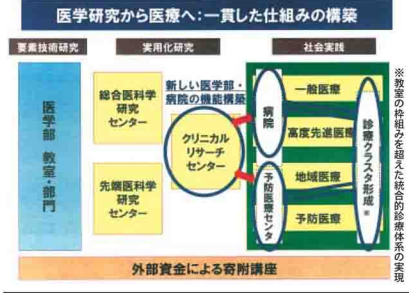 医学研究から医療へ:一貫した仕組みの構築
要素技術研究
実用化研究
社会実践
医学部 教室・部門
総合医科学
研究
センター
先端医科学
研究
センター
新しい医学部・
病院の機能構築
クリニカル
リサーチ
センター
病院
予防医療センタ
一般医療
高度先進医療
地域医療
予防医療
診療クラスタ形成※
※教室の枠組みを超えた統合的診療体系の実現
外部資金による寄附講座